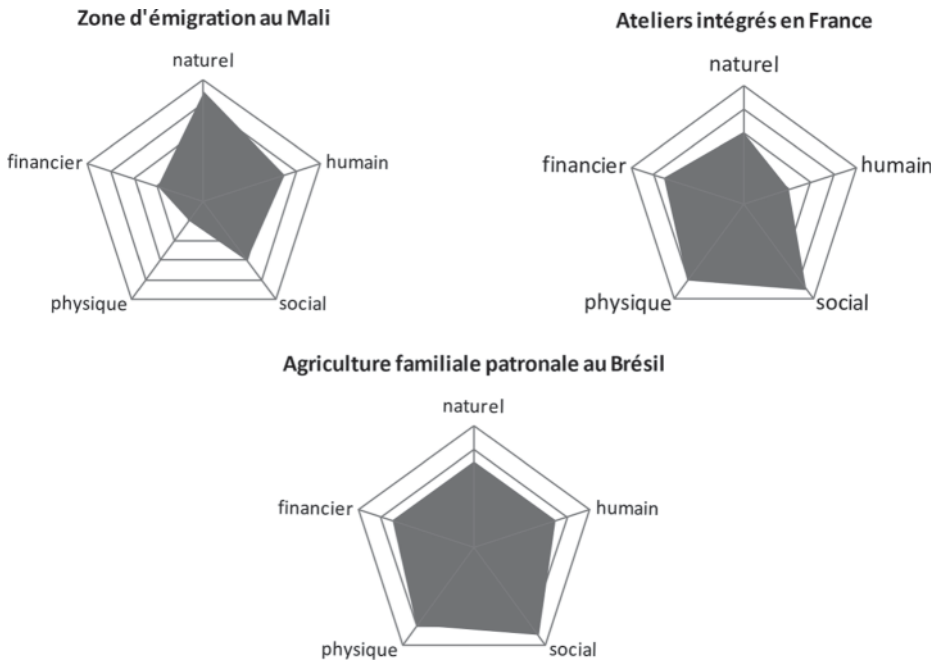 Zone d'émigration au Mali
naturel
financier
humain
physique
social
Ateliers intégrés en France
naturel
financier
humain
physique
social
Agriculture familiale patronale au Brésil
naturel
financier
humain
physique
social